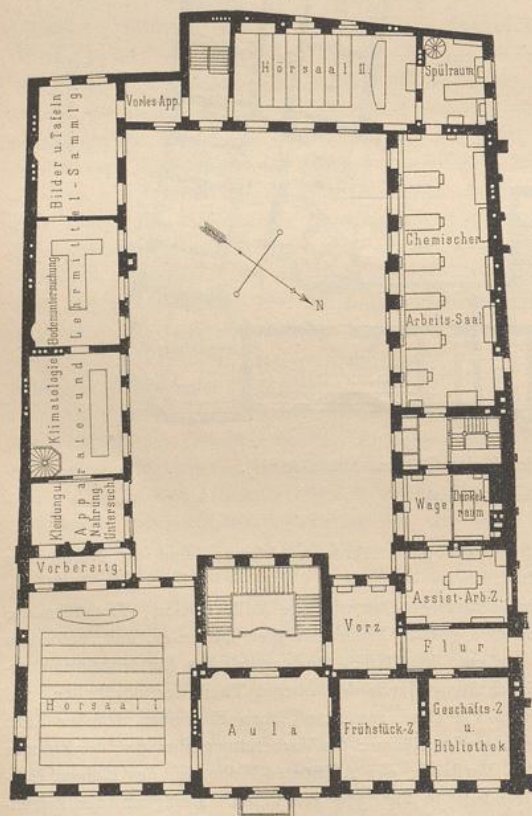 Hörsaal II.
Spülraum
Vorles-App.
Bilder u. Tafeln
Apparate- und Lehrmittel-Sammlg
Bodenuntersuchung
Klimatologie
Kleidung u.
Nahrung
Untersuch
Vorbereitg
N
Chemischer
Arbeits-Saal
Wage
Dunkel-
raum
Assist-Arb-Z.
Vorz.
Flur
Hörsaal I
Aula
Frühstück-Z.
Geschäfts-Z
u.
Bibliothek